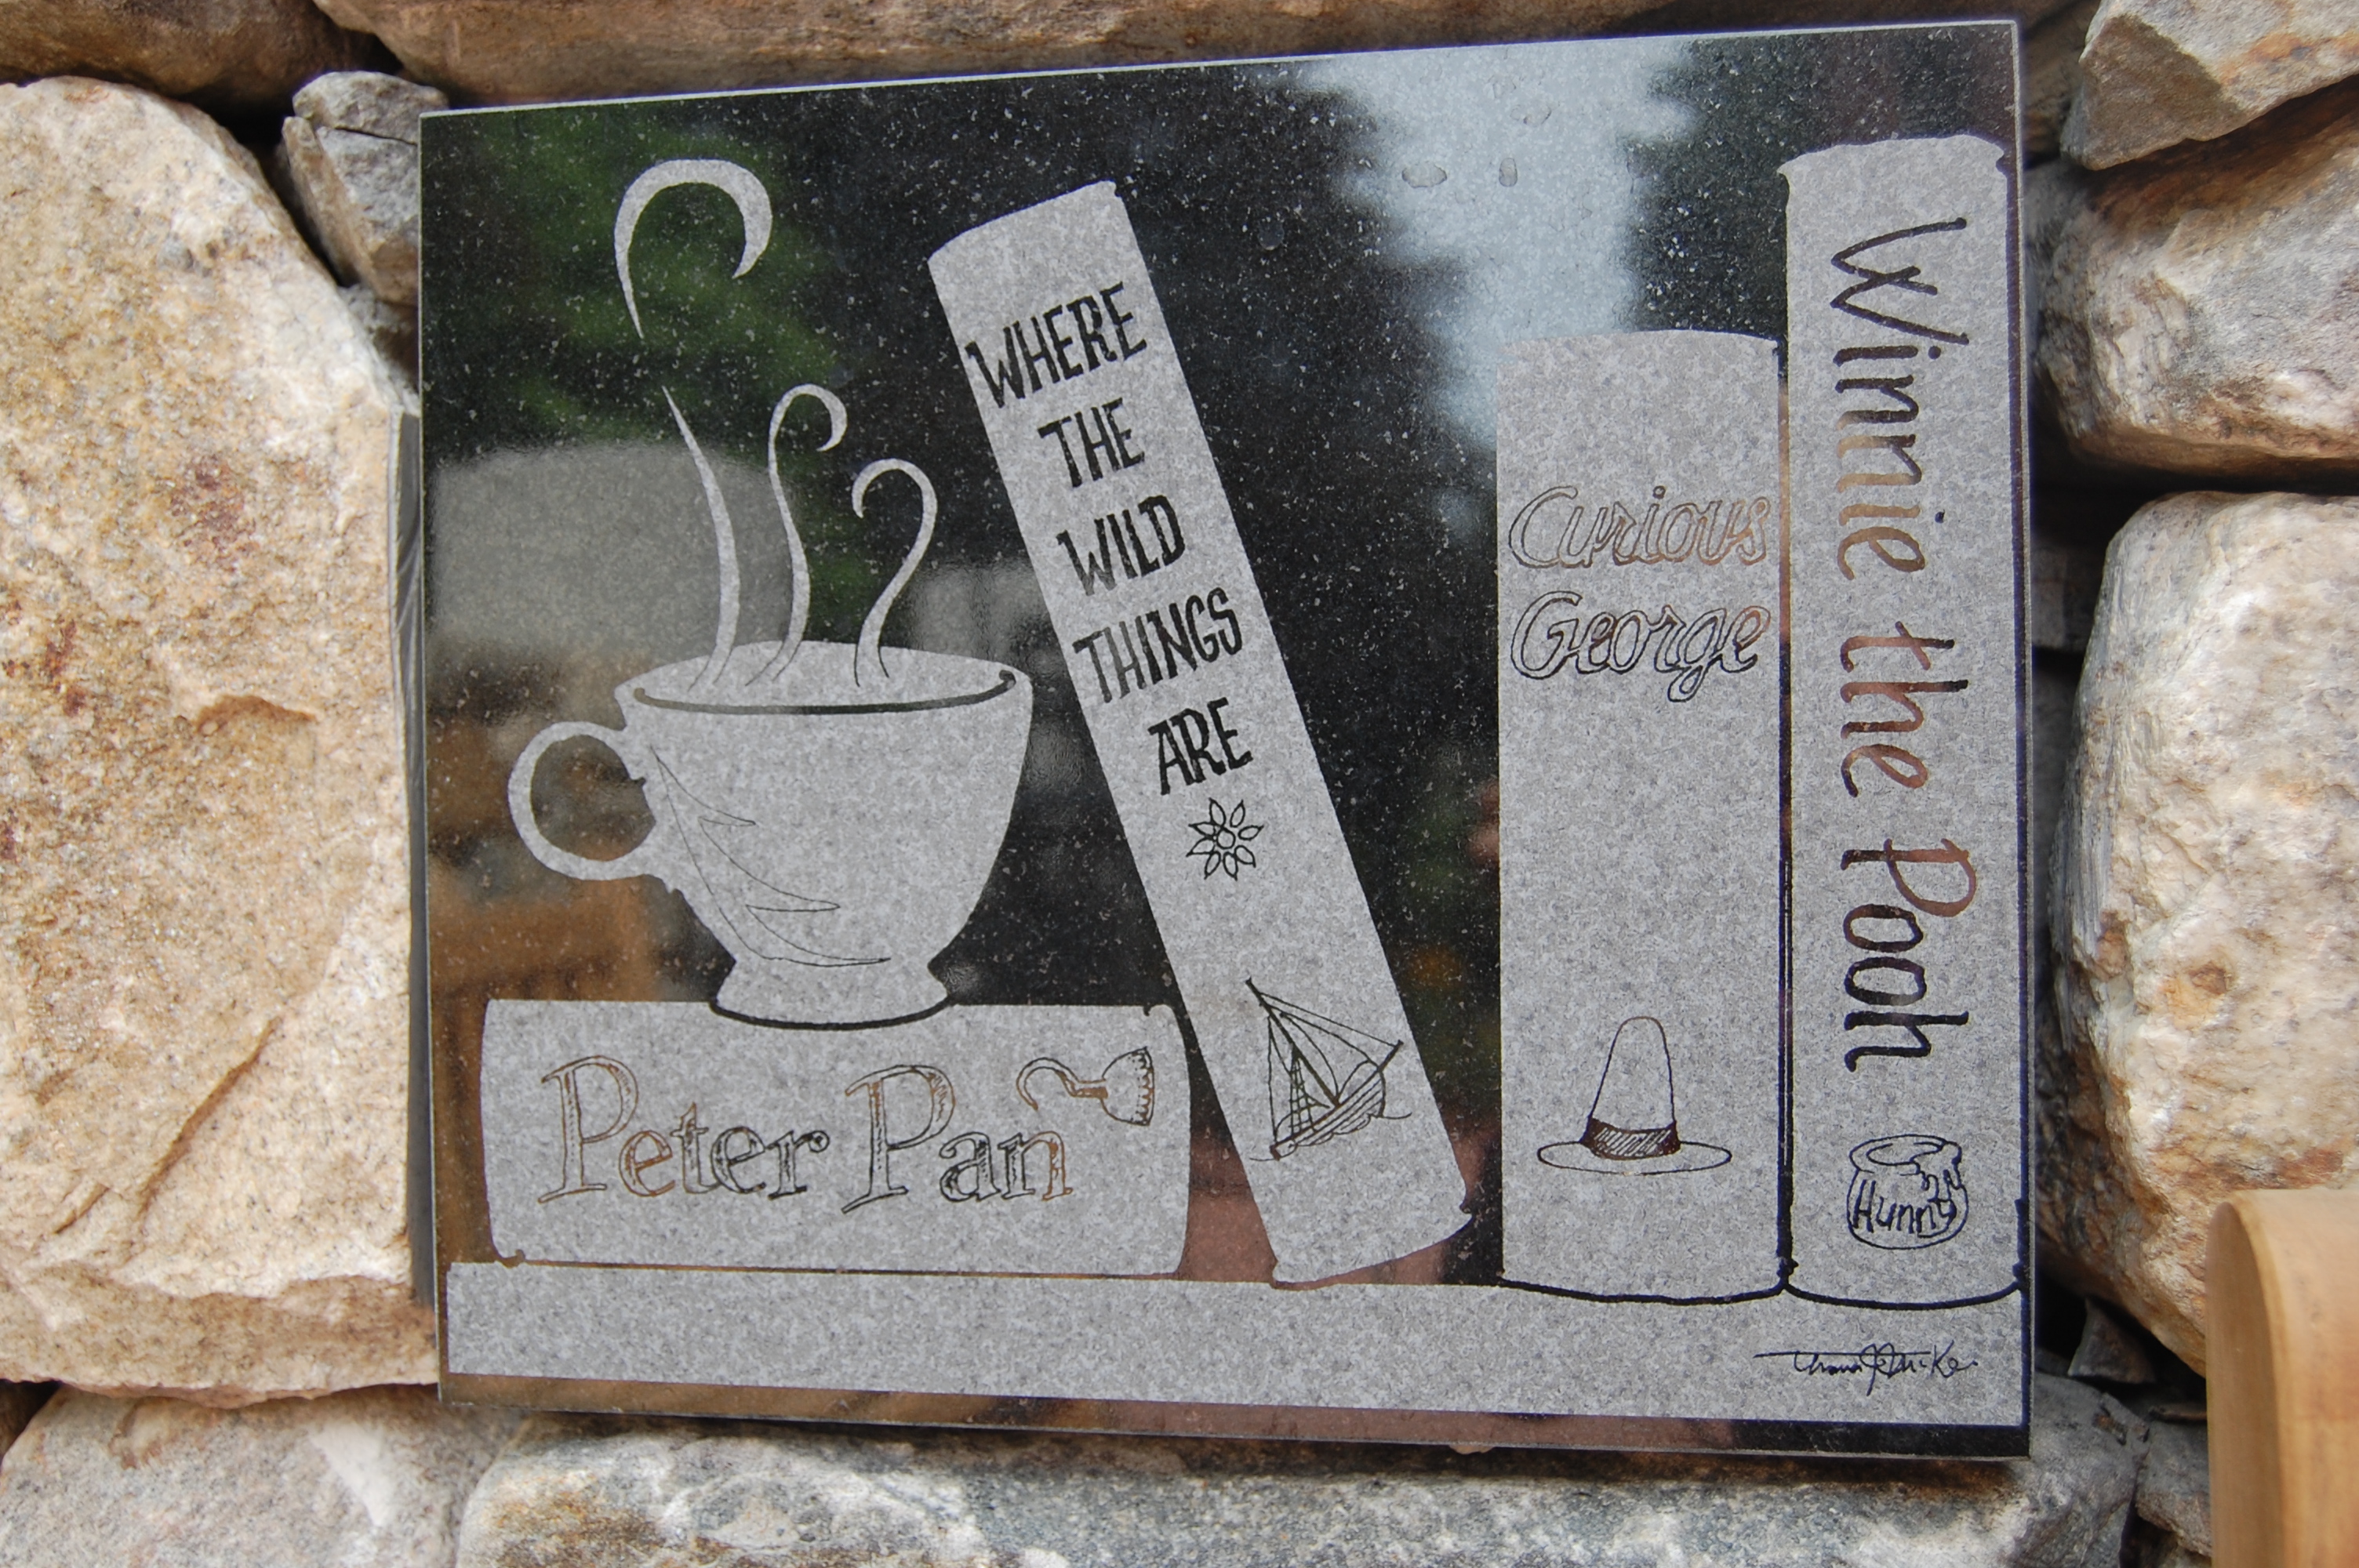 WHERE
THE
WILD
THINGS
ARE
Curious
George
Winnie the Pooh
Hunny
Peter Pan